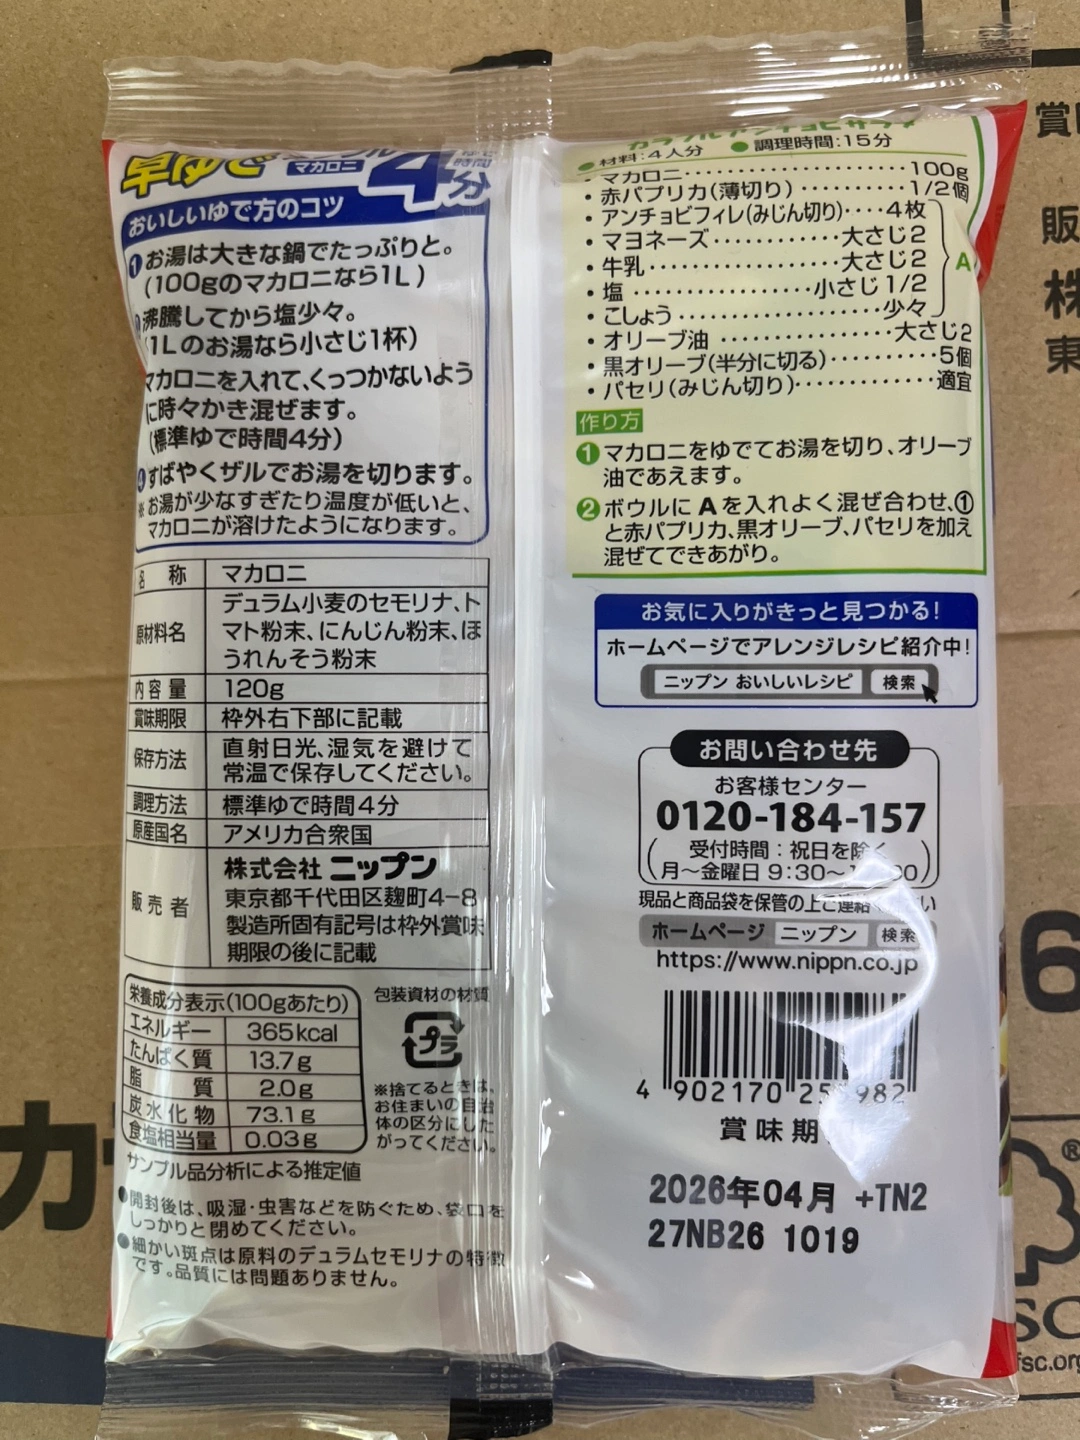 早ゆで
マカロニ
4分
時間
おいしいゆで方のコツ
❶お湯は大きな鍋でたっぷりと。
(100gのマカロニなら1L)
沸騰してから塩少々。
(1Lのお湯なら小さじ1杯)
マカロニを入れて、くっつかないよう
に時々かき混ぜます。
(標準ゆで時間4分)
❹すばやくザルでお湯を切ります。
※お湯が少なすぎたり温度が低いと、
マカロニが溶けたようになります。
名称 マカロニ
原材料名 デュラム小麦のセモリナ、ト
マト粉末、にんじん粉末、ほ
うれんそう粉末
内容量 120g
賞味期限 枠外右下部に記載
保存方法 直射日光、湿気を避けて
常温で保存してください。
調理方法 標準ゆで時間4分
原産国名 アメリカ合衆国
販売者 株式会社 ニップン
東京都千代田区麹町4-8
製造所固有記号は枠外賞味
期限の後に記載
栄養成分表示(100gあたり)
エネルギー 365kcal
たんぱく質 13.7g
脂質 2.0g
炭水化物 73.1g
食塩相当量 0.03g
サンプル品分析による推定値
包装資材の材質
プラ
※捨てるときは、
お住まいの自治
体の区分にした
がってください。
●開封後は、吸湿・虫害などを防ぐため、袋口を
しっかりと閉めてください。
●細かい斑点は原料のデュラムセモリナの特徴
です。品質には問題ありません。
カラフルアンチョビサラダ
●材料:4人分 ●調理時間:15分
・マカロニ……………………100g
・赤パプリカ(薄切り)…………1/2個
・アンチョビフィレ(みじん切り)‥‥4枚
・マヨネーズ…………大さじ2
・牛乳………………大さじ2
・塩………………小さじ1/2
・こしょう…………………少々
A
・オリーブ油………………大さじ2
・黒オリーブ(半分に切る)…………5個
・パセリ(みじん切り)……………適宜
作り方
❶マカロニをゆでてお湯を切り、オリーブ
油であえます。
❷ボウルにAを入れよく混ぜ合わせ、①
と赤パプリカ、黒オリーブ、パセリを加え
混ぜてできあがり。
お気に入りがきっと見つかる!
ホームページでアレンジレシピ紹介中!
ニップン おいしいレシピ 検索
お問い合わせ先
お客様センター
0120-184-157
(受付時間:祝日を除く
月〜金曜日 9:30〜
現品と商品袋を保管の上ご連絡
ホームページ ニップン 検索
https://www.nippn.co.jp
4 902170 25 982
賞味期
2026年04月 +TN2
27NB26 1019
賞
販
株
東
6
カ
®
fsc.org